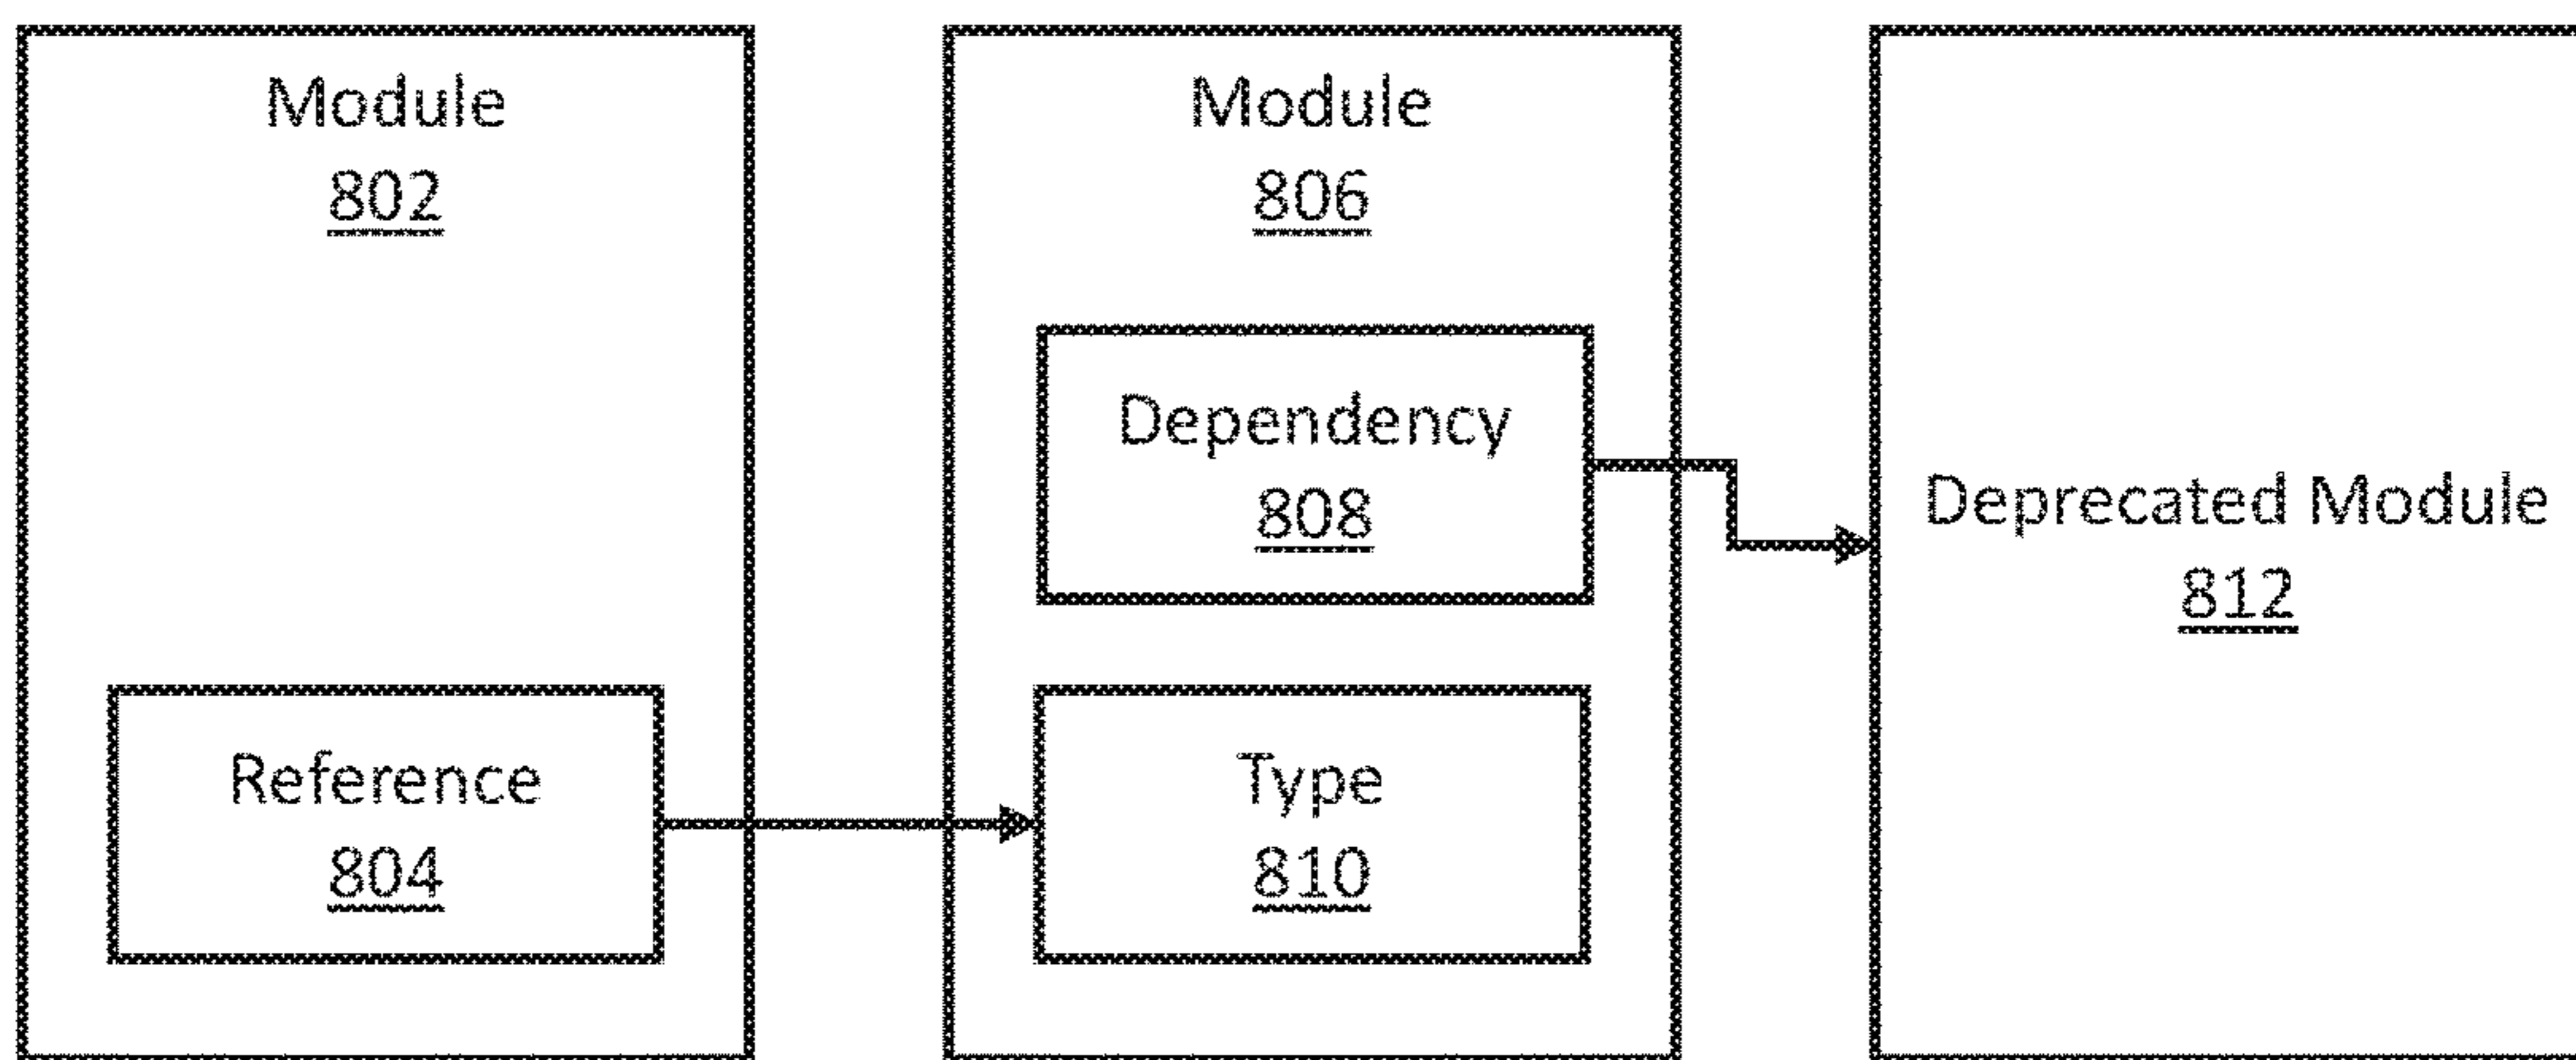 Module
802
Reference
804
Module
806
Dependency
808
Type
810
Deprecated Module
812